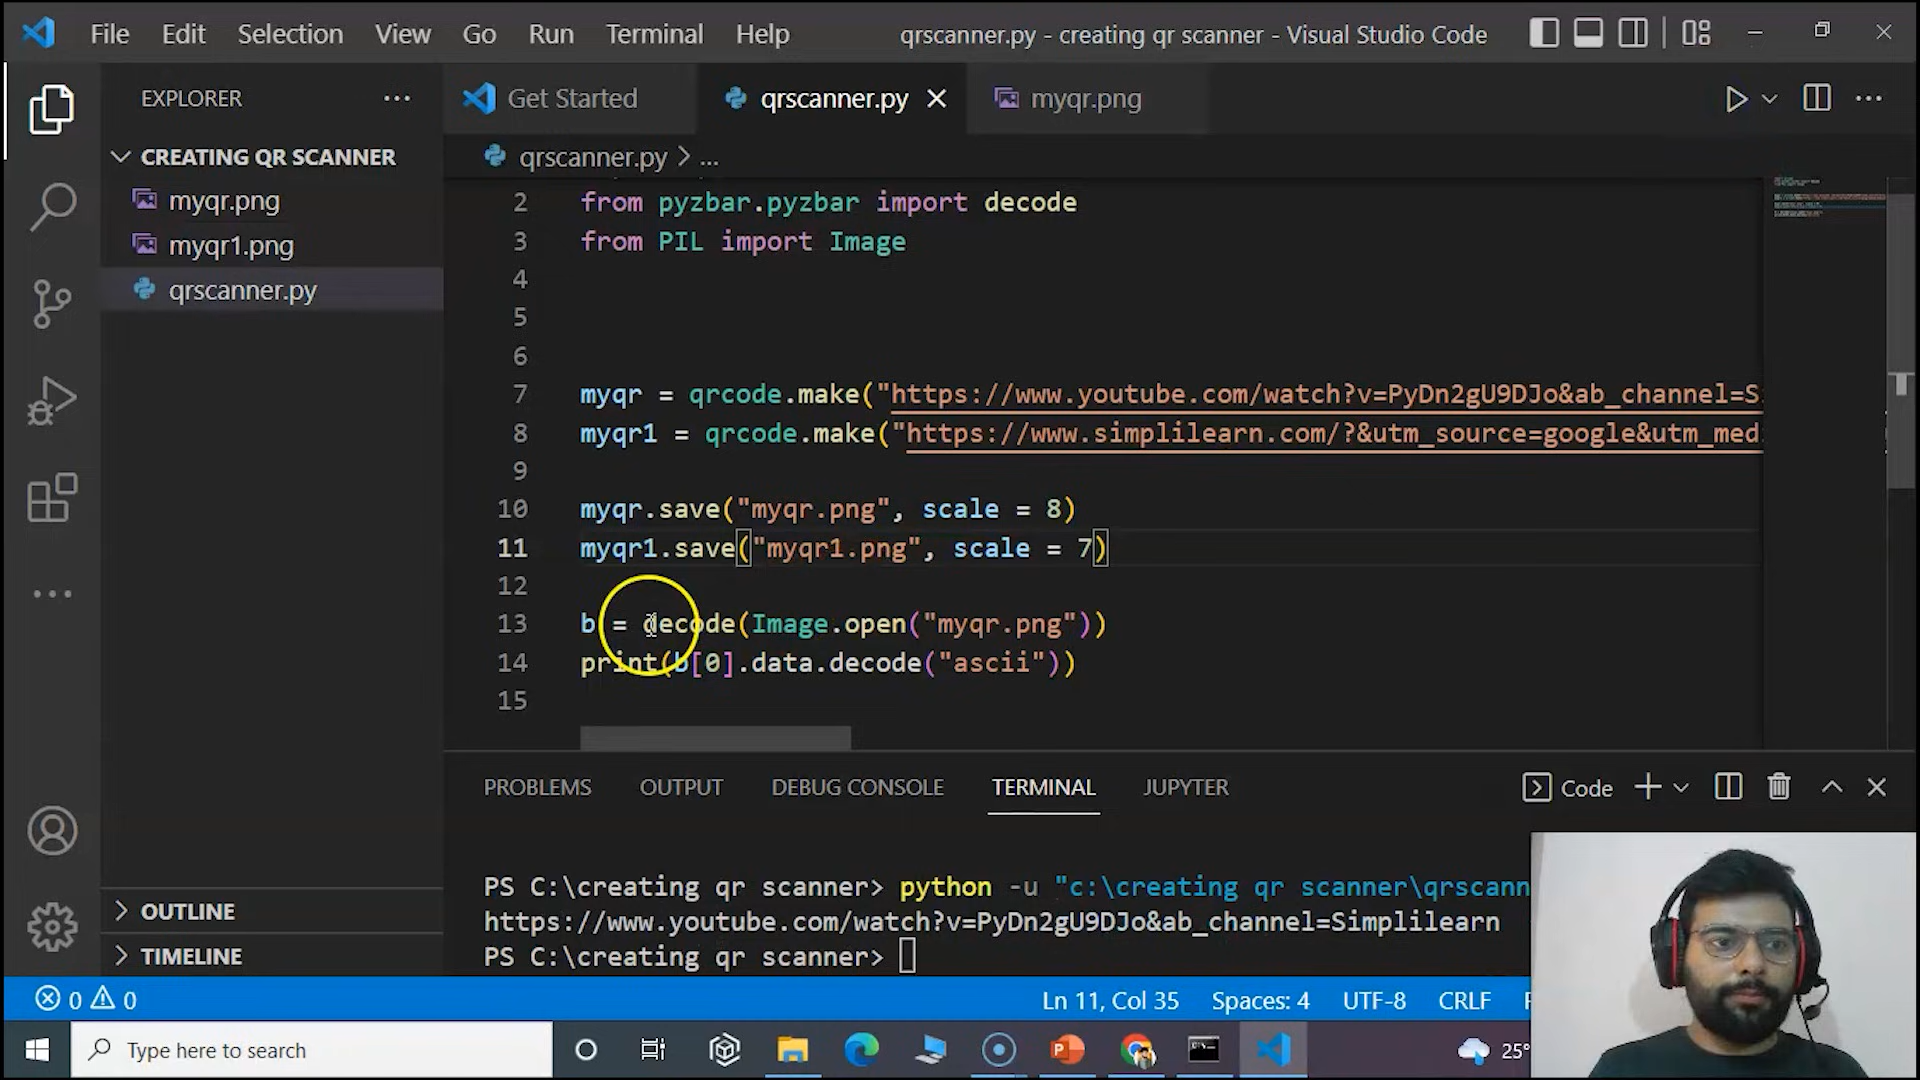 File Edit Selection View Go Run Terminal Help
qrscanner.py - creating qr scanner - Visual Studio Code
EXPLORER
Get Started
qrscanner.py
myqr.png
CREATING QR SCANNER
myqr.png
myqr1.png
qrscanner.py
OUTLINE
TIMELINE
qrscanner.py > ...
2 from pyzbar.pyzbar import decode
3 from PIL import Image
4
5
6
7 myqr = qrcode.make("https://www.youtube.com/watch?v=PyDn2gU9DJo&ab_channel=S
8 myqr1 = qrcode.make("https://www.simplilearn.com/?&utm_source=google&utm_med
9
10 myqr.save("myqr.png", scale = 8)
11 myqr1.save("myqr1.png", scale = 7)
12
13 b = decode(Image.open("myqr.png"))
14 print(b[0].data.decode("ascii"))
15
PROBLEMS OUTPUT DEBUG CONSOLE TERMINAL JUPYTER
Code
PS C:\creating qr scanner> python -u "c:\creating qr scanner\qrscann
https://www.youtube.com/watch?v=PyDn2gU9DJo&ab_channel=Simplilearn
PS C:\creating qr scanner>
0 0
Ln 11, Col 35 Spaces: 4 UTF-8 CRLF
Type here to search
25°